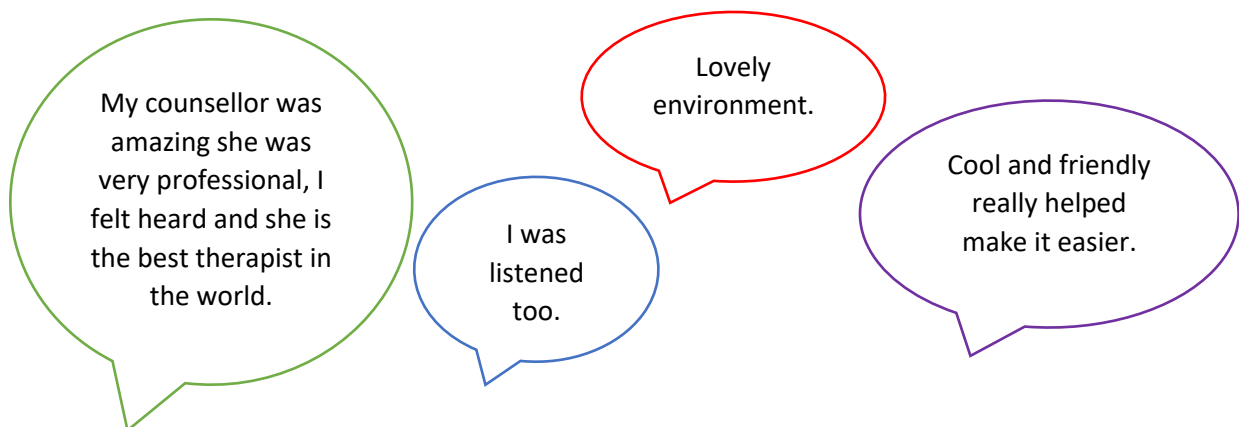 My counsellor was
amazing she was
very professional, I
felt heard and she is
the best therapist in
the world.
I was
listened
too.
Lovely
environment.
Cool and friendly
really helped
make it easier.